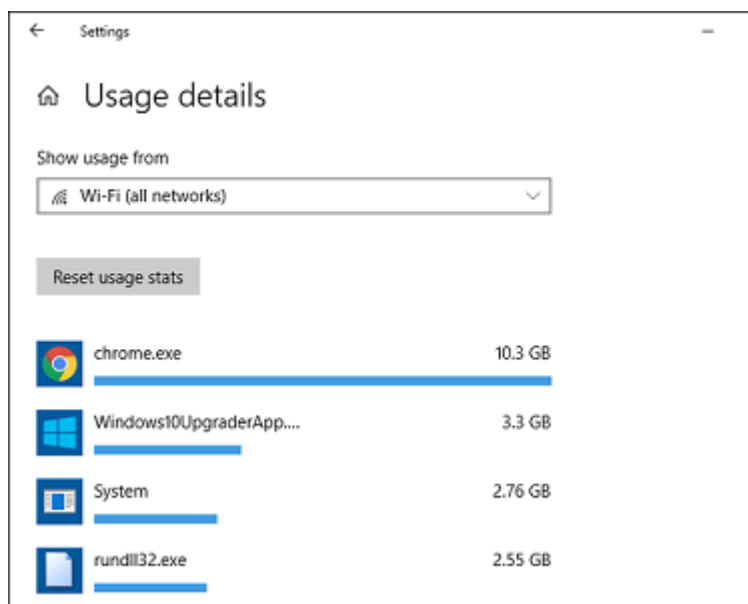 Settings
Usage details
Show usage from
Wi-Fi (all networks)
Reset usage stats
chrome.exe 10.3 GB
Windows10UpgraderApp.... 3.3 GB
System 2.76 GB
rundll32.exe 2.55 GB